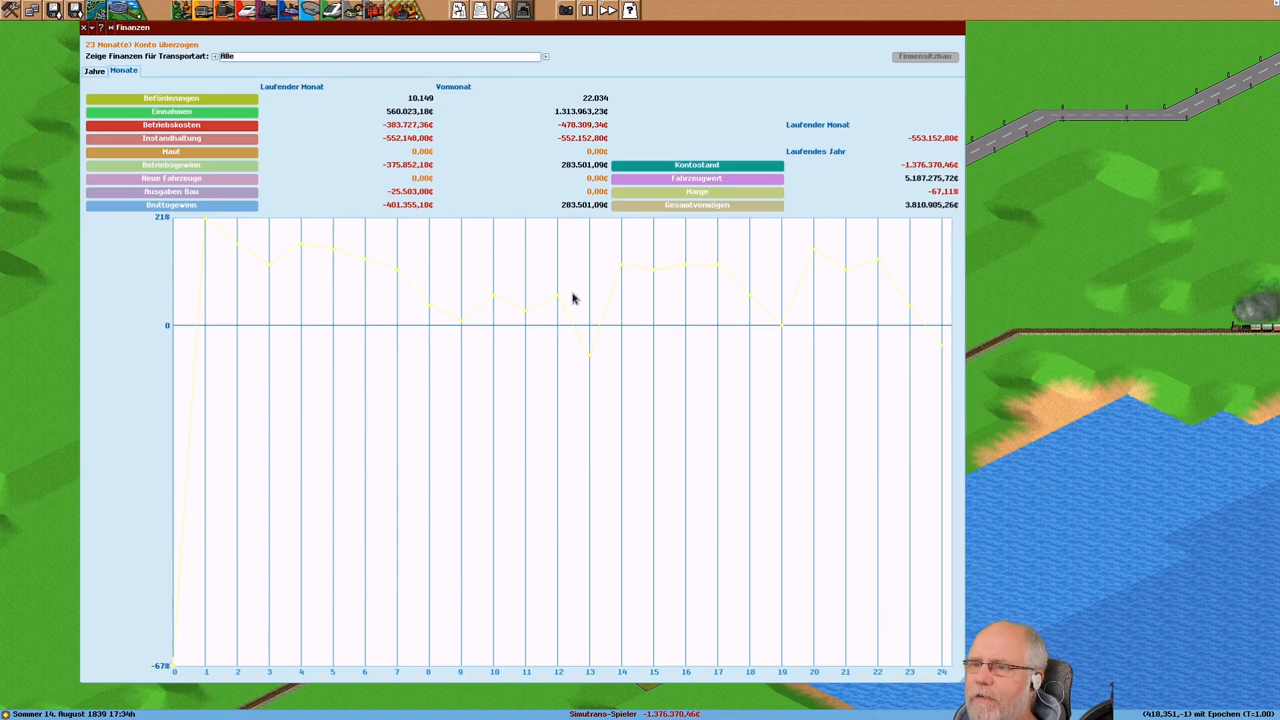 Finanzen
23 Monat(e) Konto überzogen
Zeige Finanzen für Transportart: Alle Firmensitzbau
Jahre Monate
Laufender Monat Vormonat
Beförderungen 10.149 22.034
Einnahmen 560.023,18¢ 1.313.963,23¢
Betriebskosten -383.727,36¢ -478.309,34¢ Laufender Monat
Instandhaltung -552.148,00¢ -552.152,80¢ -553.152,80¢
Maut 0,00¢ 0,00¢ Laufendes Jahr
Betriebsgewinn -375.852,18¢ 283.501,09¢ Kontostand -1.376.370,46¢
Neue Fahrzeuge 0,00¢ 0,00¢ Fahrzeugwert 5.187.275,72¢
Ausgaben Bau -25.503,00¢ 0,00¢ Marge -67,11%
Bruttogewinn -401.355,18¢ 283.501,09¢ Gesamtvermögen 3.810.905,26¢
21%
0
-67%
0 1 2 3 4 5 6 7 8 9 10 11 12 13 14 15 16 17 18 19 20 21 22 23 24
Sommer 14. August 1839 17:34h Simutrans-Spieler -1.376.370,46¢ (418,351,-1) mit Epochen (T=1.00)